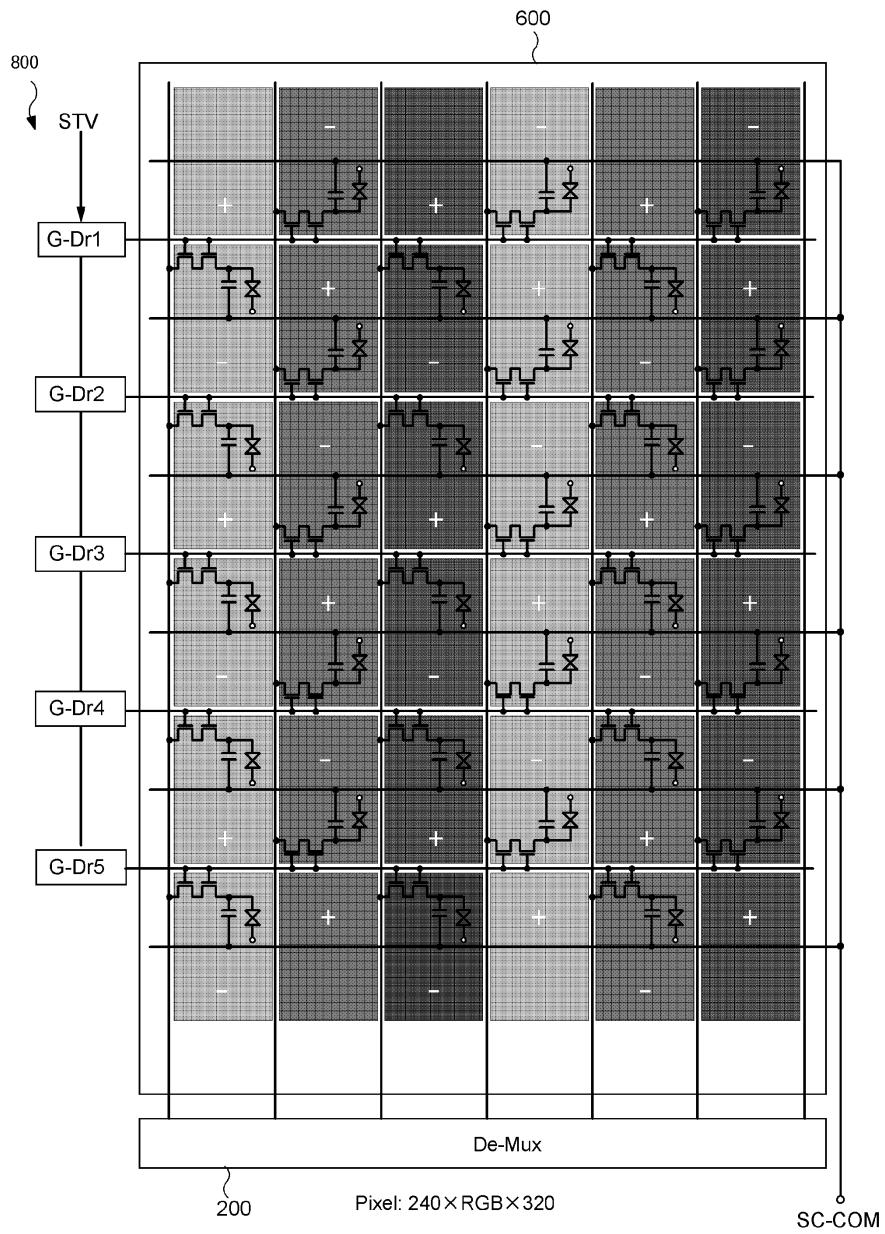 600
800
STV
− − −
+ + +
G-Dr1
+ + +
− − −
G-Dr2
− − −
+ + +
G-Dr3
+ + +
− − −
G-Dr4
− − −
+ + +
G-Dr5
+ + +
− − −
De-Mux
200
Pixel: 240×RGB×320
SC-COM